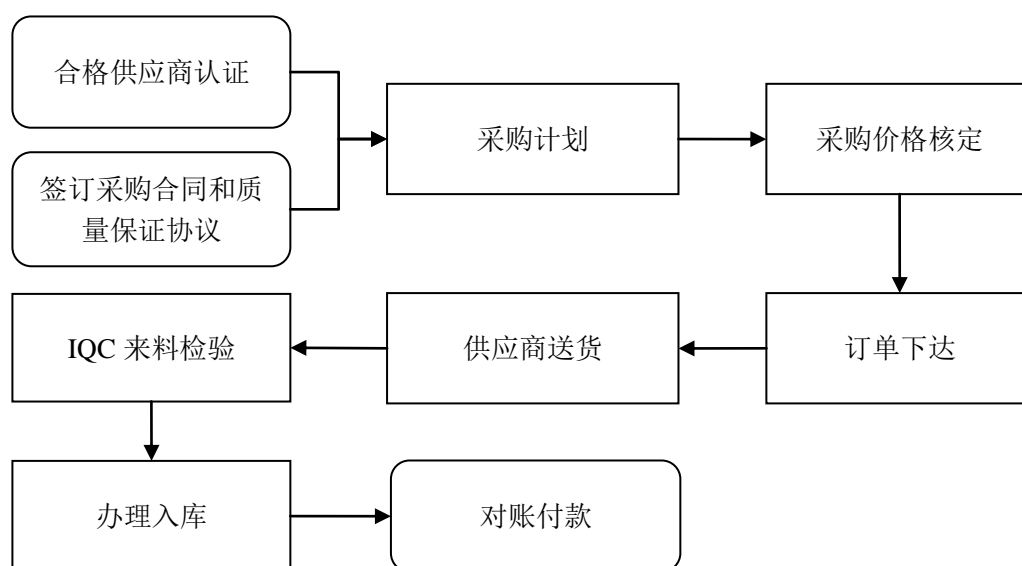 合格供应商认证
签订采购合同和质
量保证协议
采购计划
采购价格核定
IQC 来料检验
供应商送货
订单下达
办理入库
对账付款